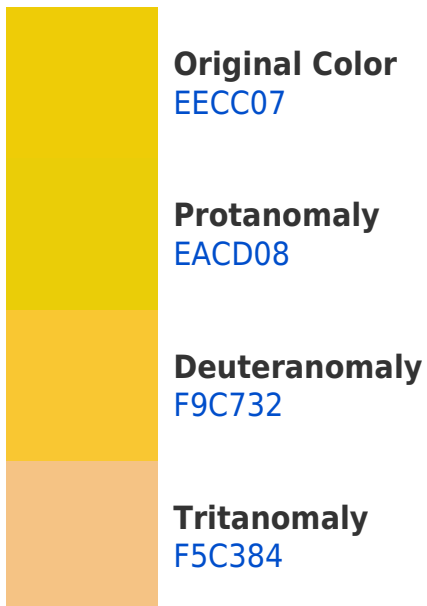 Original Color
EECC07
Protanomaly
EACD08
Deuteranomaly
F9C732
Tritanomaly
F5C384